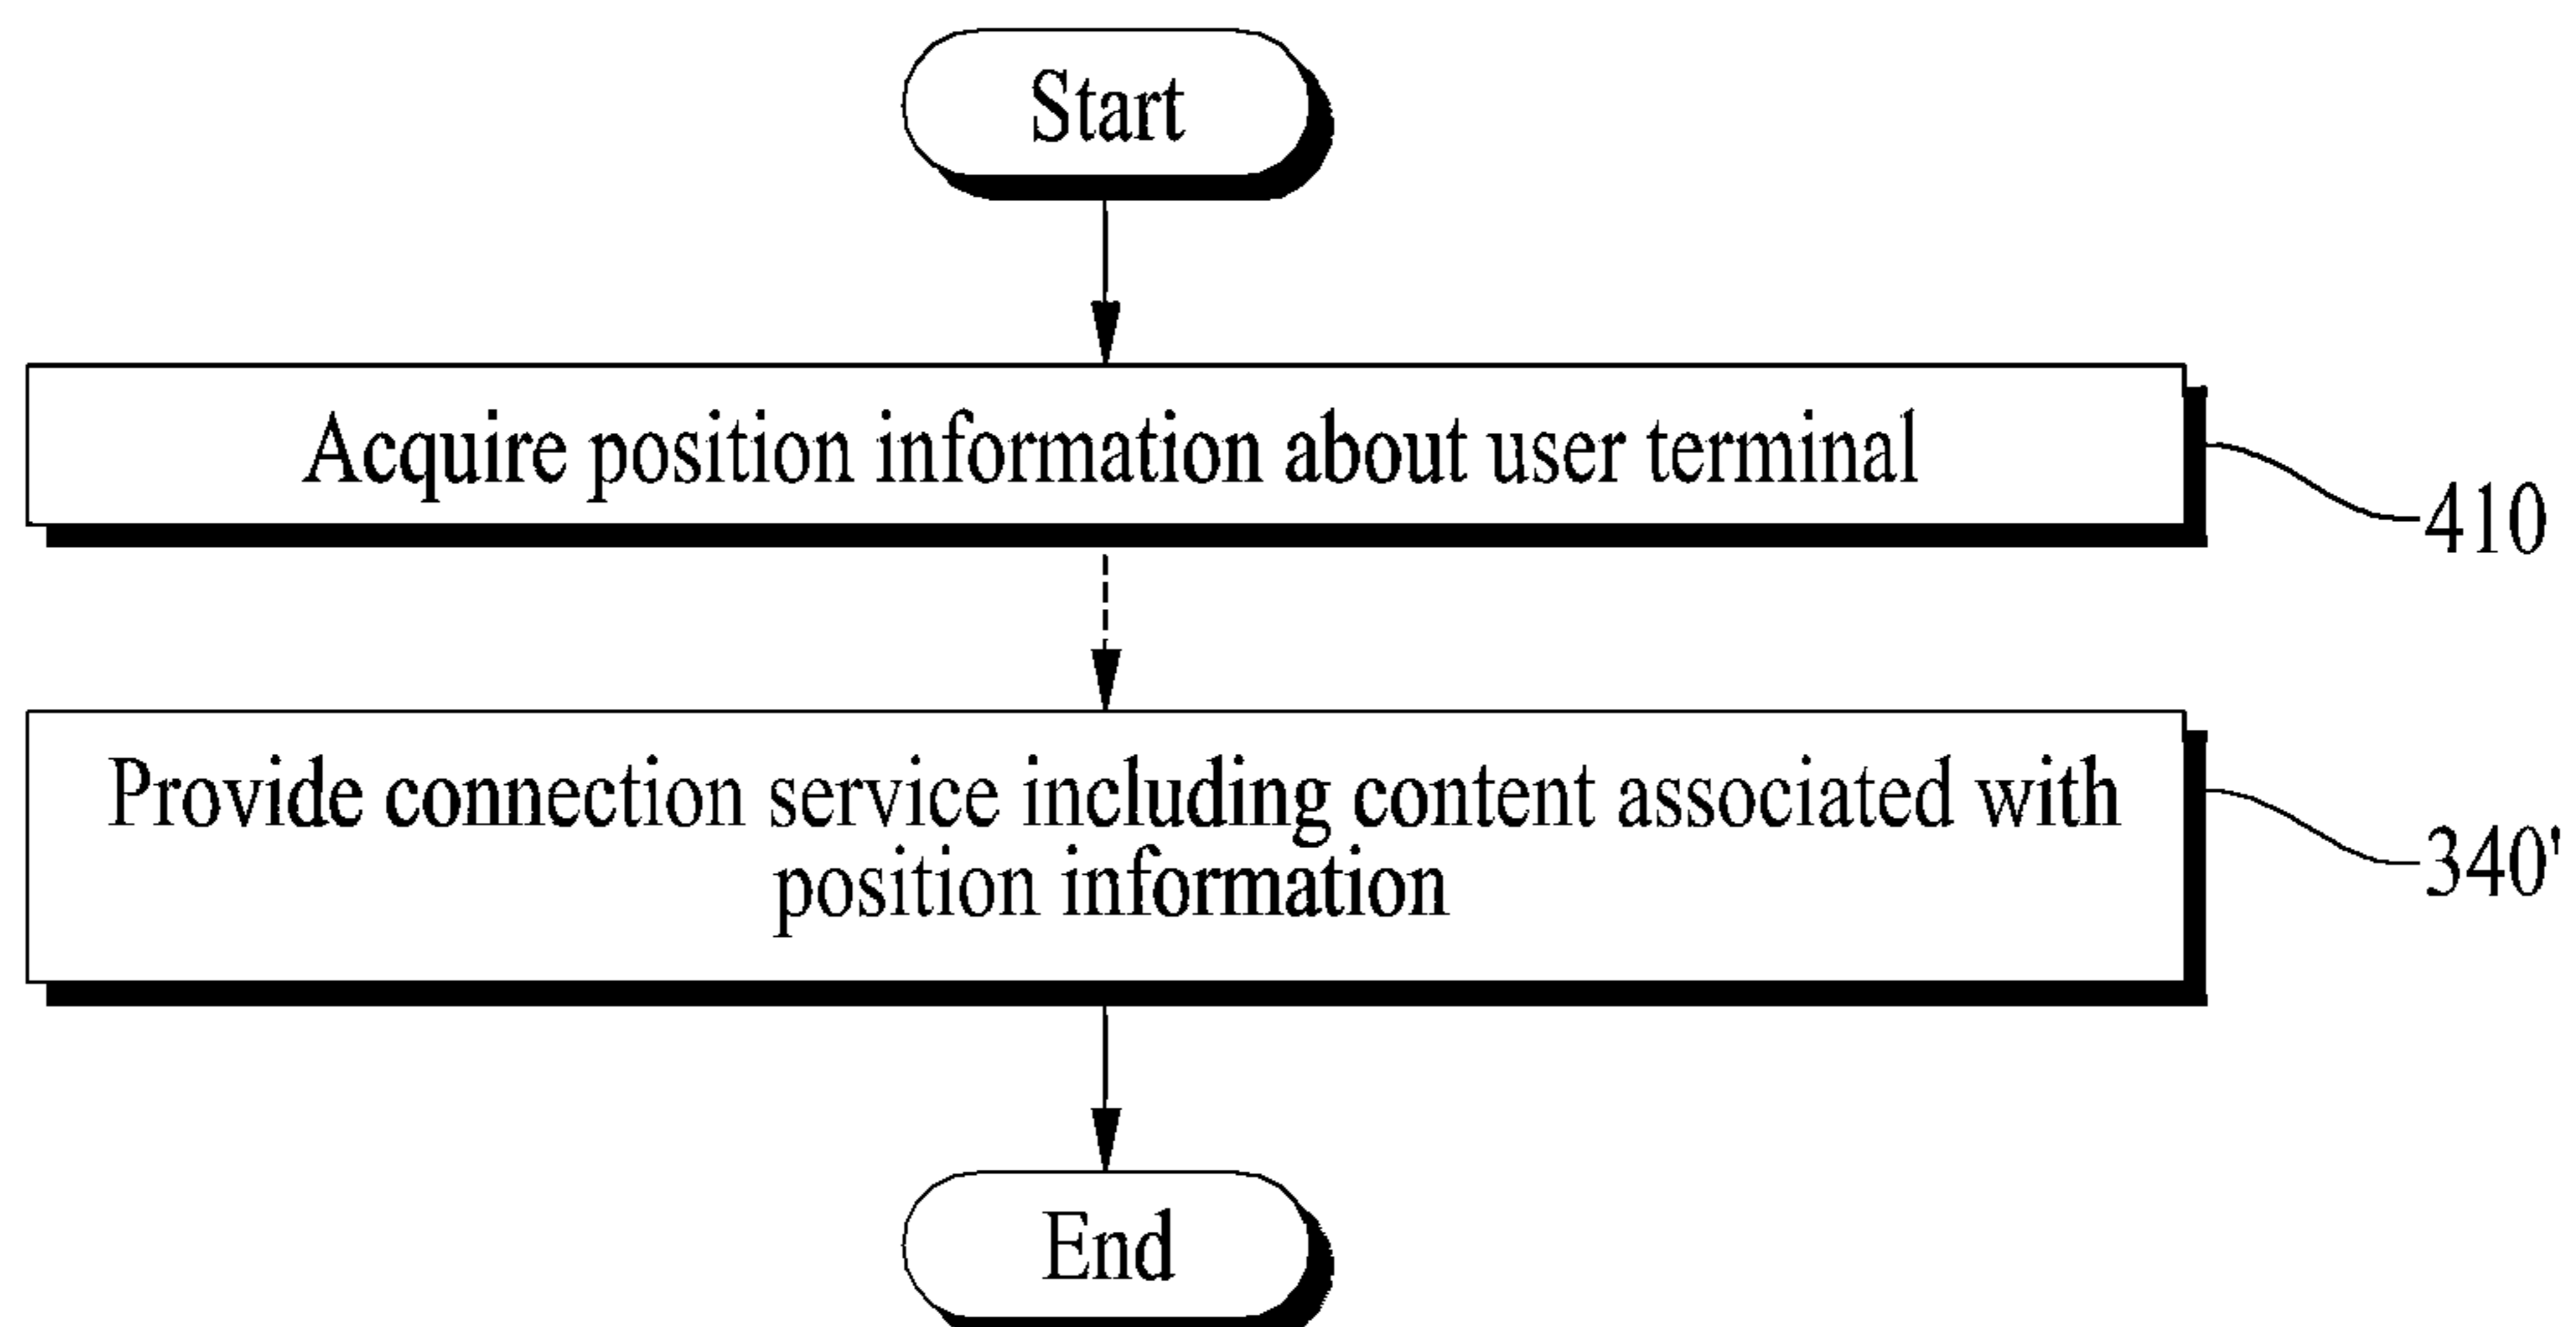 Start
Acquire position information about user terminal
410
Provide connection service including content associated with
position information
340'
End